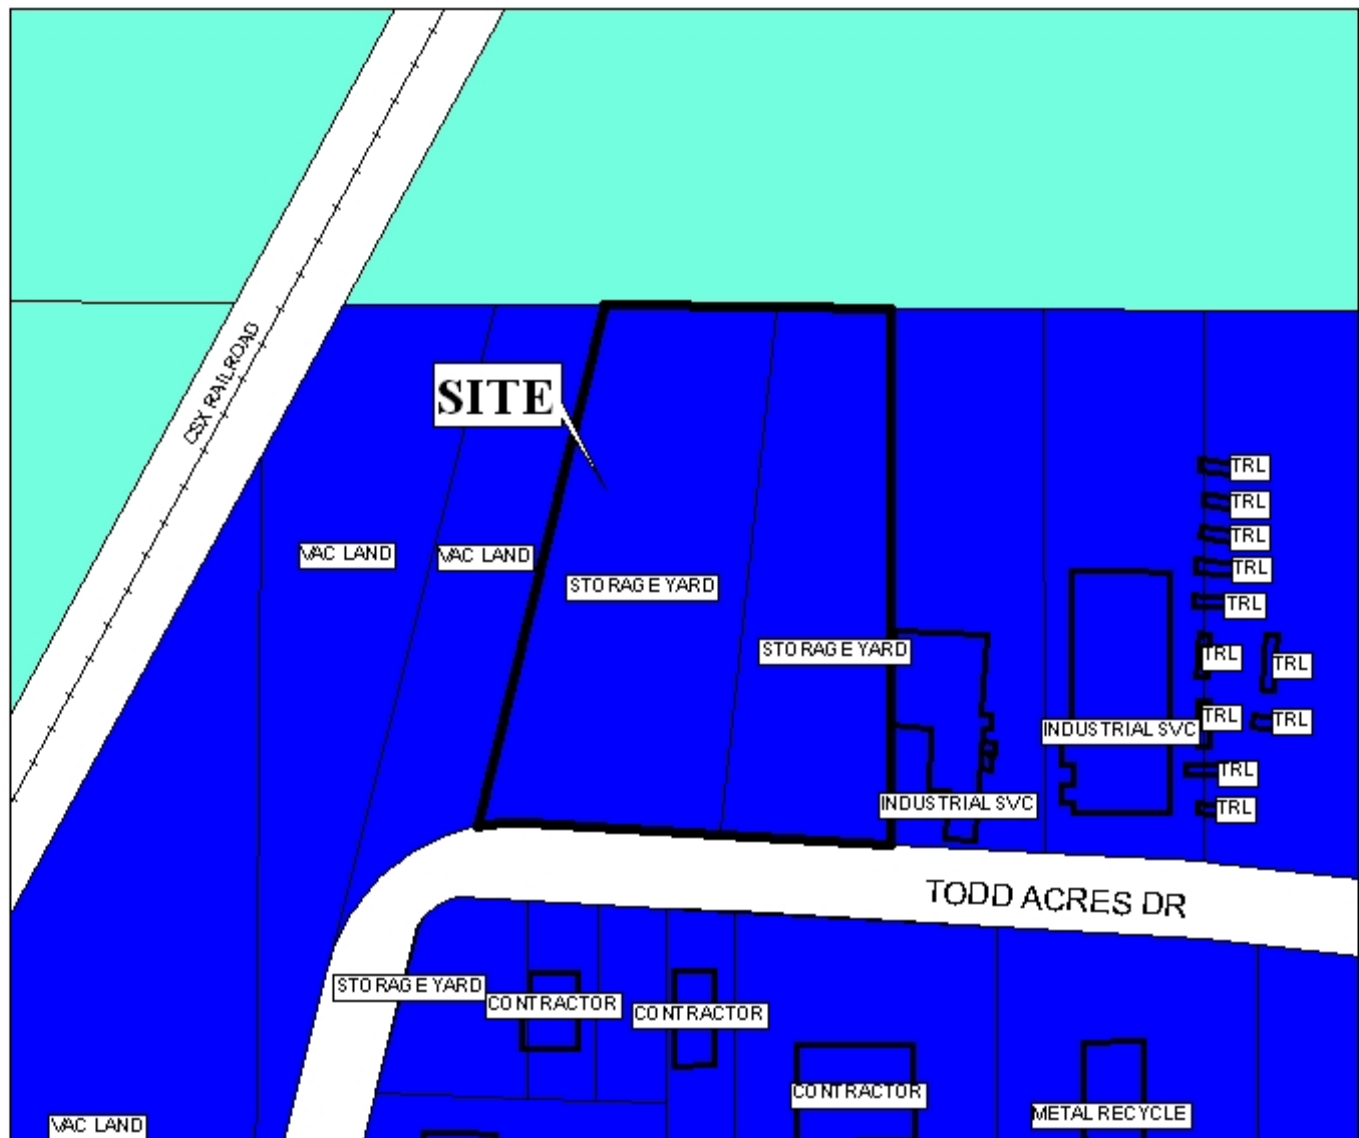 CSX RAILROAD
SITE
VAC LAND
VAC LAND
STORAGE YARD
STORAGE YARD
TRL
TRL
TRL
TRL
TRL
TRL
TRL
TRL
TRL
TRL
TRL
INDUSTRIAL SVC
INDUSTRIAL SVC
TODD ACRES DR
STORAGE YARD
CONTRACTOR
CONTRACTOR
CONTRACTOR
METAL RECYCLE
VAC LAND